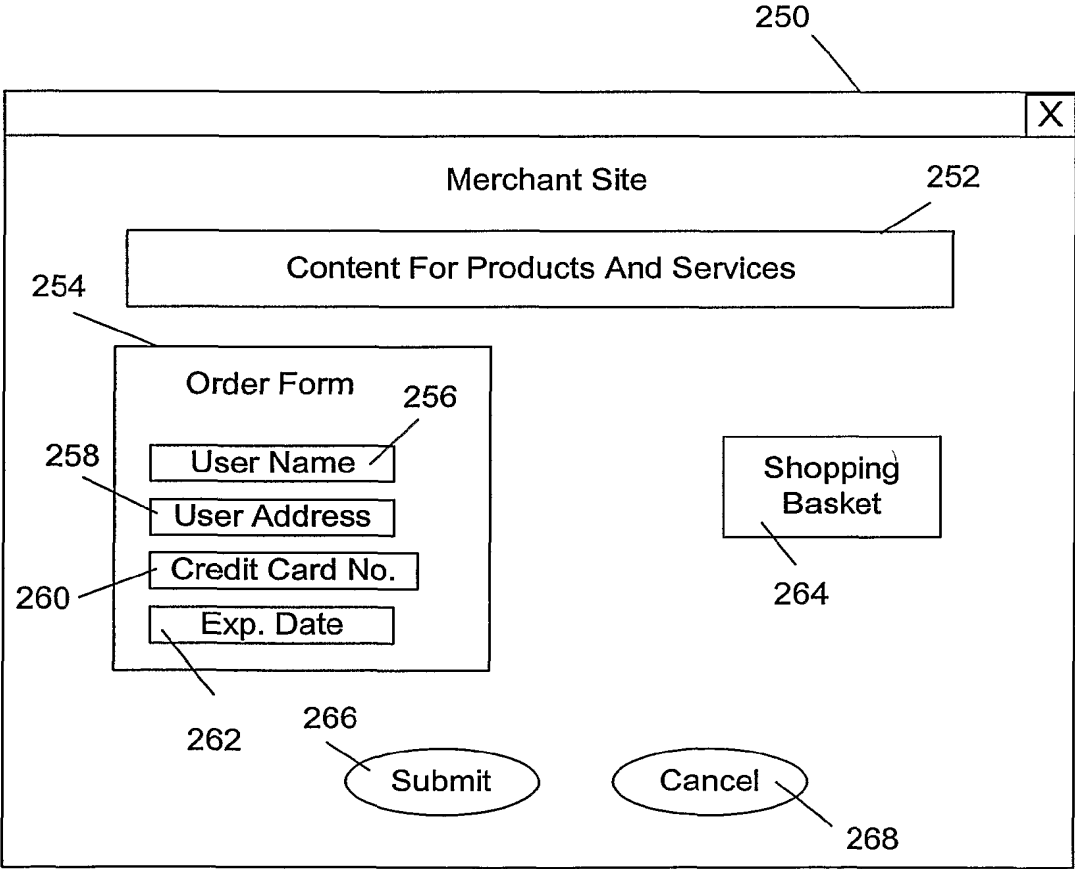 250
X
Merchant Site
252
Content For Products And Services
254
Order Form
256
258
User Name
Shopping
Basket
User Address
260
Credit Card No.
264
Exp. Date
262
266
Submit
Cancel
268